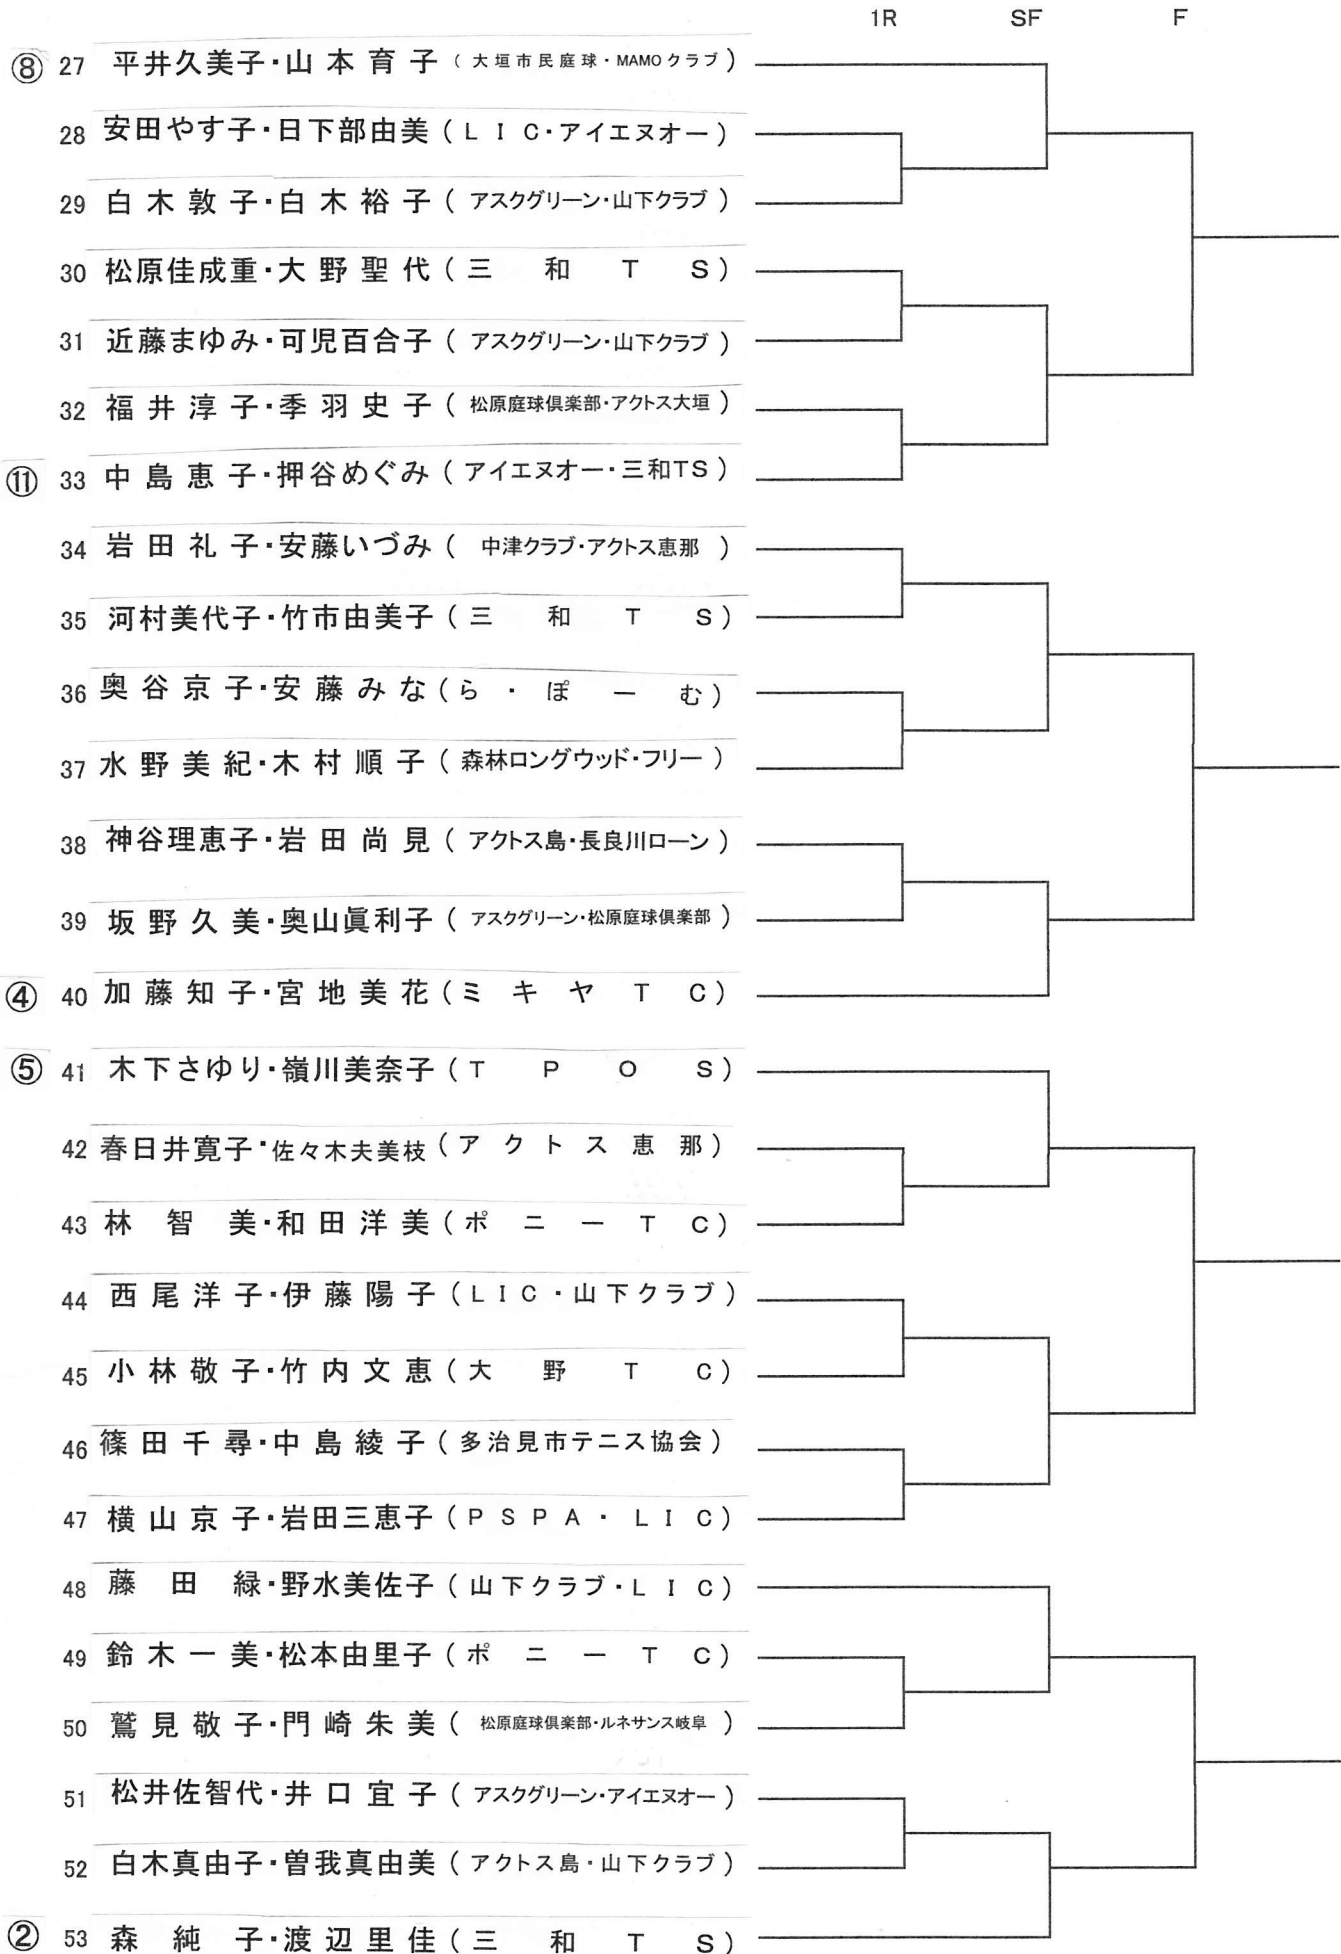 1R SF F
⑧ 27 平井久美子・山本育子（大垣市民庭球・MAMOクラブ）
28 安田やす子・日下部由美（LIC・アイエヌオー）
29 白木敦子・白木裕子（アスクグリーン・山下クラブ）
30 松原佳成重・大野聖代（三和TS）
31 近藤まゆみ・可児百合子（アスクグリーン・山下クラブ）
32 福井淳子・季羽史子（松原庭球倶楽部・アクトス大垣）
⑪ 33 中島恵子・押谷めぐみ（アイエヌオー・三和TS）
34 岩田礼子・安藤いづみ（中津クラブ・アクトス恵那）
35 河村美代子・竹市由美子（三和TS）
36 奥谷京子・安藤みな（ら・ぽーむ）
37 水野美紀・木村順子（森林ロングウッド・フリー）
38 神谷理恵子・岩田尚見（アクトス島・長良川ローン）
39 坂野久美・奥山眞利子（アスクグリーン・松原庭球倶楽部）
④ 40 加藤知子・宮地美花（ミキヤTC）
⑤ 41 木下さゆり・嶺川美奈子（TPOS）
42 春日井寛子・佐々木夫美枝（アクトス恵那）
43 林智美・和田洋美（ポニーTC）
44 西尾洋子・伊藤陽子（LIC・山下クラブ）
45 小林敬子・竹内文恵（大野TC）
46 篠田千尋・中島綾子（多治見市テニス協会）
47 横山京子・岩田三恵子（PSPA・LIC）
48 藤田緑・野水美佐子（山下クラブ・LIC）
49 鈴木一美・松本由里子（ポニーTC）
50 鷲見敬子・門崎朱美（松原庭球倶楽部・ルネサンス岐阜）
51 松井佐智代・井口宜子（アスクグリーン・アイエヌオー）
52 白木真由子・曽我真由美（アクトス島・山下クラブ）
② 53 森純子・渡辺里佳（三和TS）